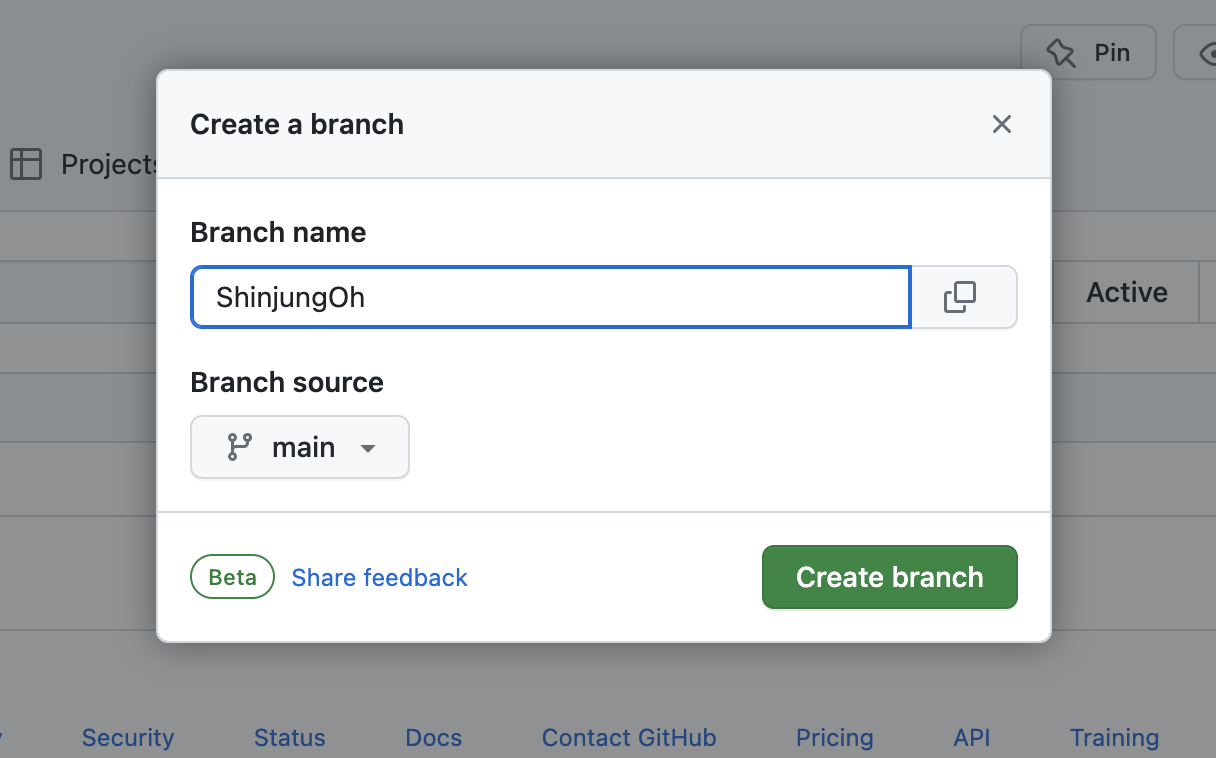 Pin
Create a branch
Projects
Branch name
ShinjungOh
Active
Branch source
main
Beta Share feedback
Create branch
Security Status Docs Contact GitHub Pricing API Training